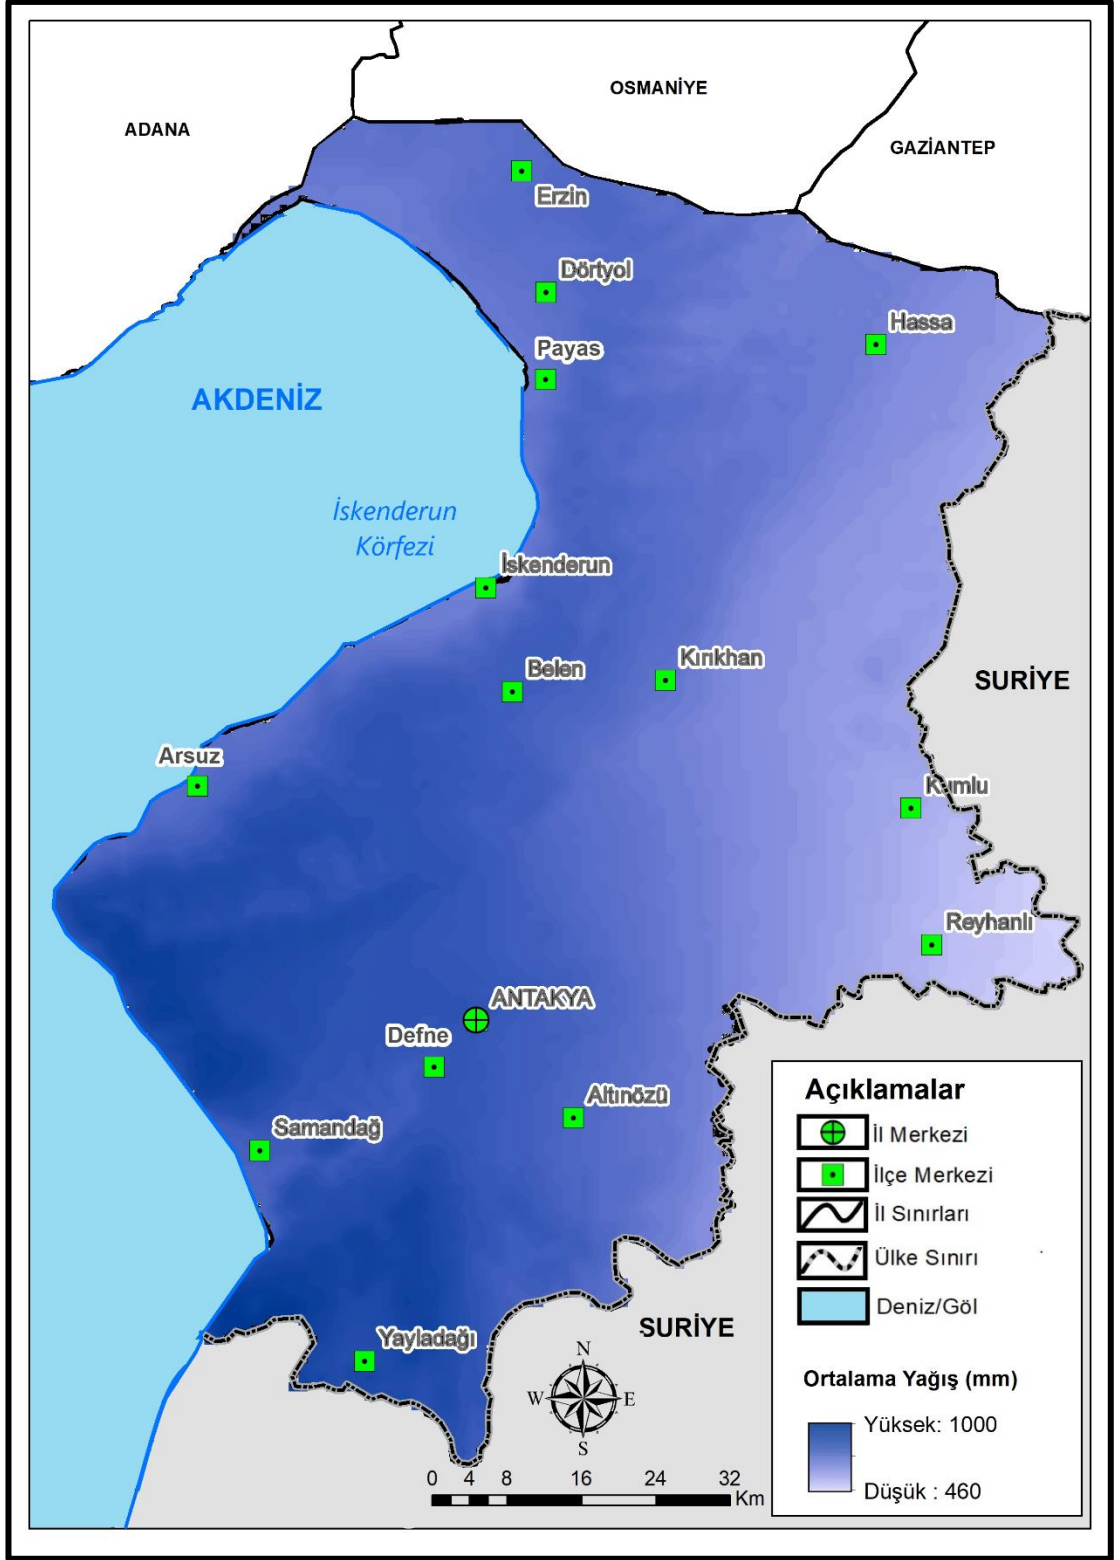 OSMANİYE
ADANA
GAZİANTEP
Erzin
Dörtyol
Hassa
Payas
AKDENİZ
İskenderun
Körfezi
İskenderun
Belen
Kırıkhan
SURİYE
Arsuz
Kumlu
Reyhanlı
ANTAKYA
Defne
Altınözü
Samandağ
SURİYE
Yayladağı
N
W
E
S
0 4 8 16 24 32
Km
Açıklamalar
İl Merkezi
İlçe Merkezi
İl Sınırları
Ülke Sınırı
Deniz/Göl
Ortalama Yağış (mm)
Yüksek: 1000
Düşük : 460